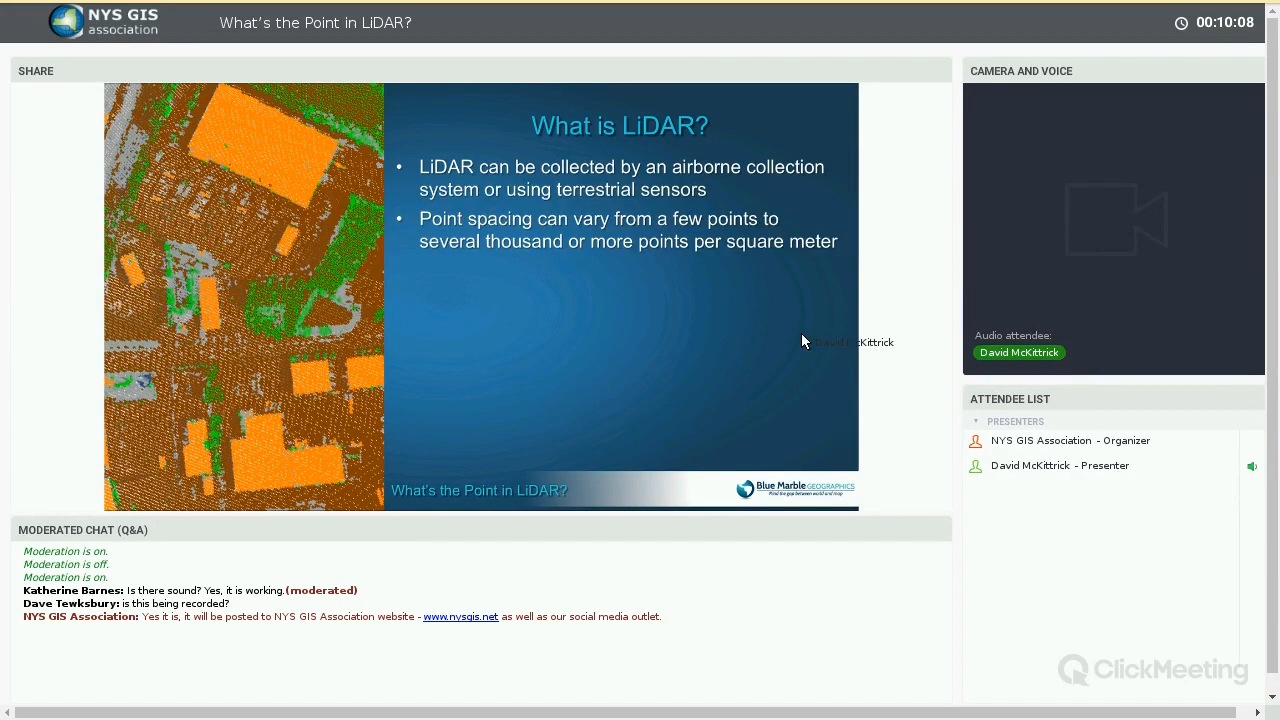 NYS GIS
association
What's the Point in LiDAR?
00:10:08
SHARE
What is LiDAR?
• LiDAR can be collected by an airborne collection
system or using terrestrial sensors
• Point spacing can vary from a few points to
several thousand or more points per square meter
David McKittrick
What's the Point in LiDAR?
Blue Marble GEOGRAPHICS
CAMERA AND VOICE
Audio attendee:
David McKittrick
ATTENDEE LIST
PRESENTERS
NYS GIS Association - Organizer
David McKittrick - Presenter
MODERATED CHAT (Q&A)
Moderation is on.
Moderation is off.
Moderation is on.
Katherine Barnes: Is there sound? Yes, it is working.(moderated)
Dave Tewksbury: is this being recorded?
NYS GIS Association: Yes it is, it will be posted to NYS GIS Association website - www.nysgis.net as well as our social media outlet.
ClickMeeting